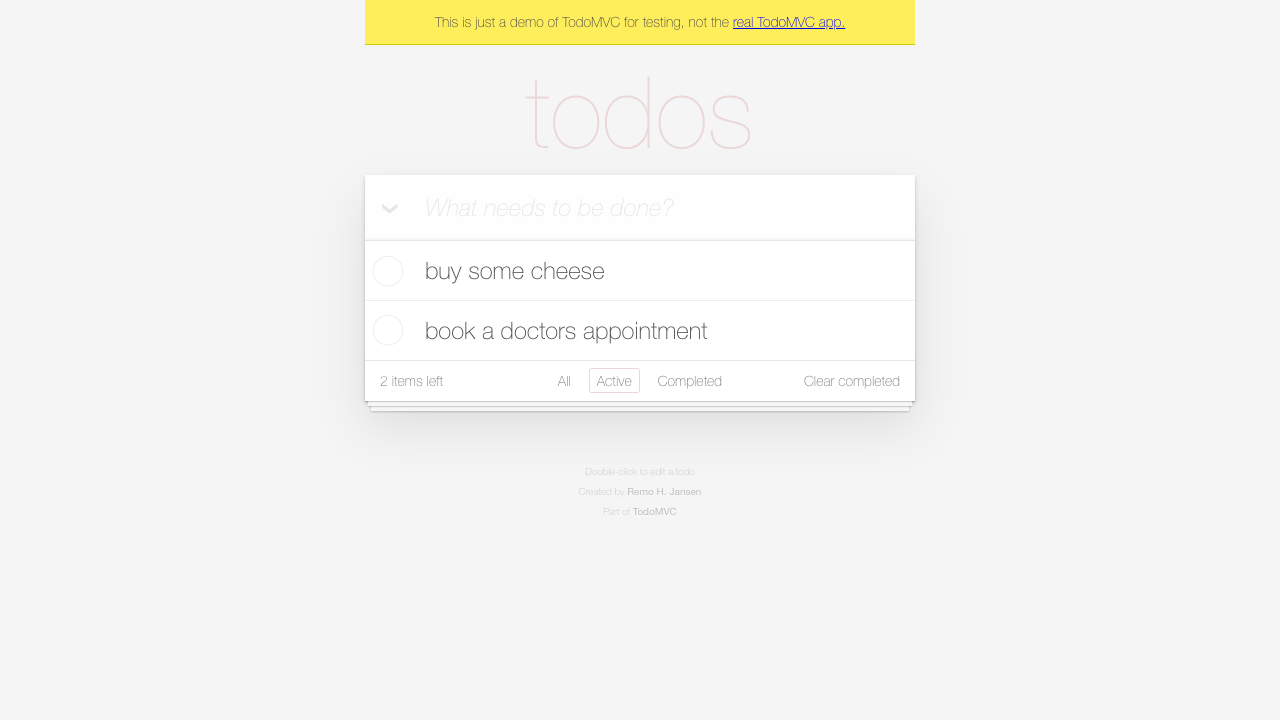 This is just a demo of TodoMVC for testing, not the real TodoMVC app.
todos
What needs to be done?
buy some cheese
book a doctors appointment
2 items left All Active Completed Clear completed
Double-click to edit a todo
Created by Remo H. Jansen
Part of TodoMVC